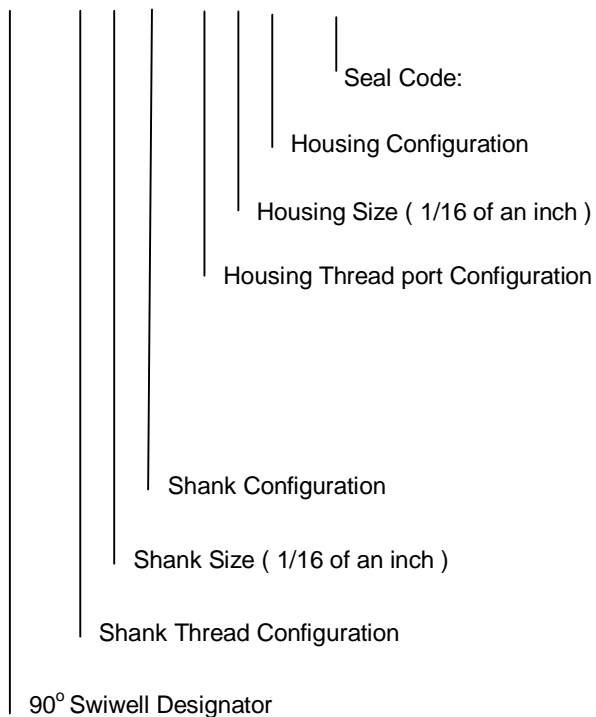 Seal Code:
Housing Configuration
Housing Size ( 1/16 of an inch )
Housing Thread port Configuration
Shank Configuration
Shank Size ( 1/16 of an inch )
Shank Thread Configuration
90° Swiwell Designator